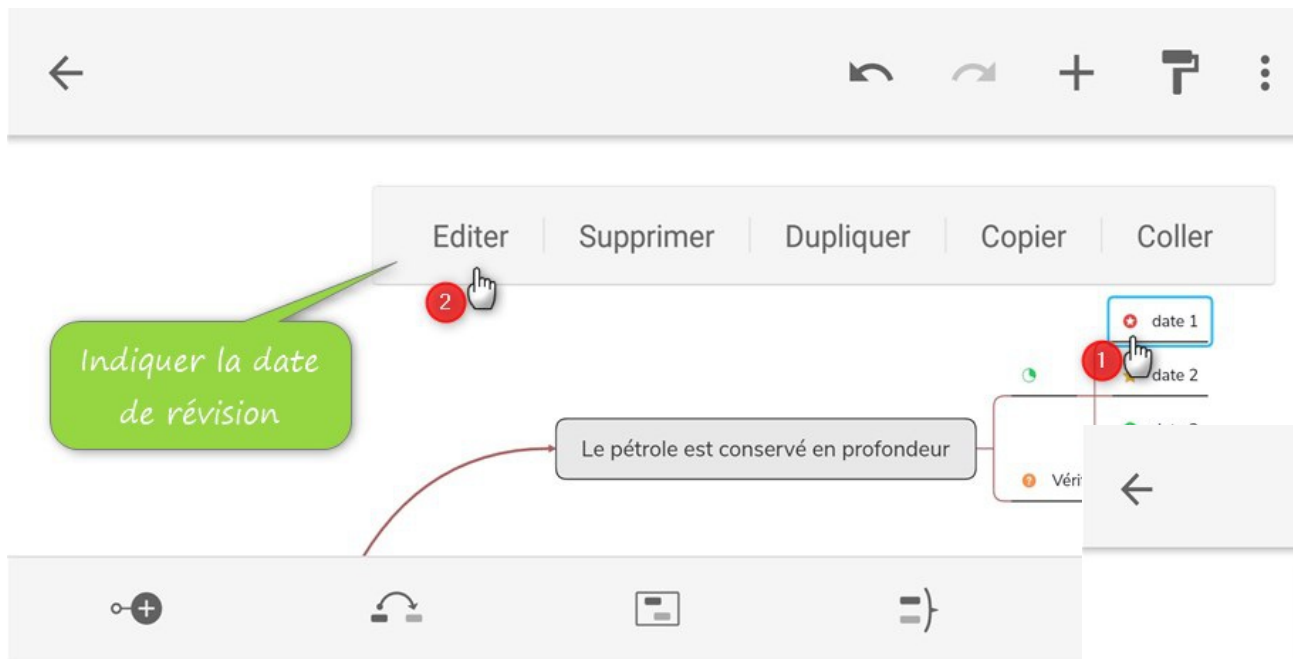 Editer Supprimer Dupliquer Copier Coller
2
Indiquer la date
de révision
date 1
1
date 2
Le pétrole est conservé en profondeur